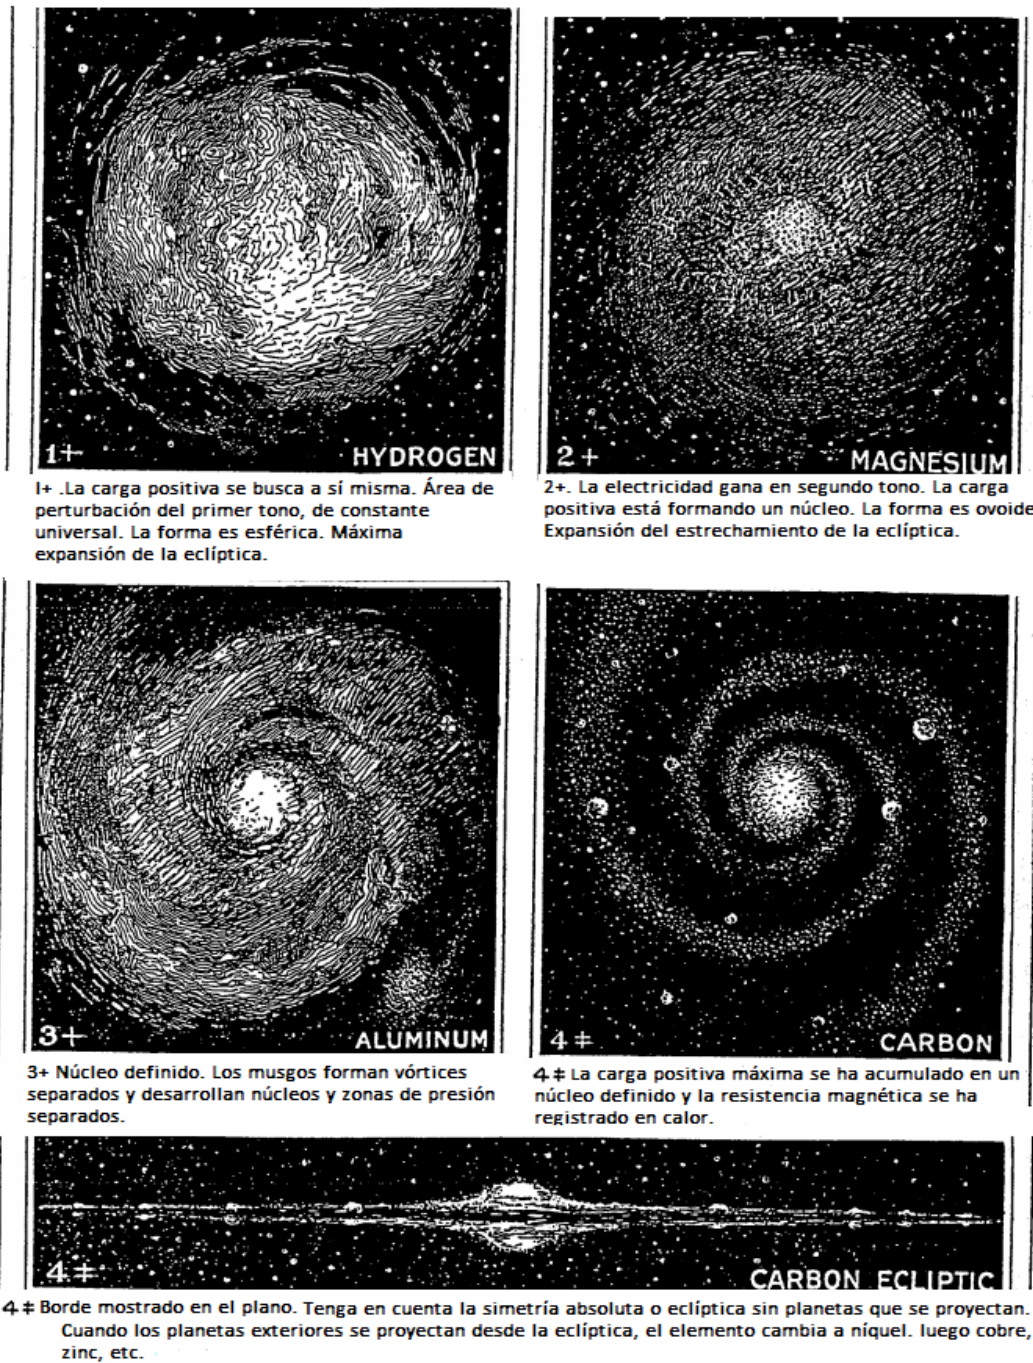 1+ HYDROGEN
2+ MAGNESIUM
I+ .La carga positiva se busca a sí misma. Área de
perturbación del primer tono, de constante
universal. La forma es esférica. Máxima
expansión de la eclíptica.
2+. La electricidad gana en segundo tono. La carga
positiva está formando un núcleo. La forma es ovoide
Expansión del estrechamiento de la eclíptica.
3+ ALUMINUM
4‡ CARBON
3+ Núcleo definido. Los musgos forman vórtices
separados y desarrollan núcleos y zonas de presión
separados.
4‡ La carga positiva máxima se ha acumulado en un
núcleo definido y la resistencia magnética se ha
registrado en calor.
4‡ CARBON ECLIPTIC
4‡ Borde mostrado en el plano. Tenga en cuenta la simetría absoluta o eclíptica sin planetas que se proyectan.
Cuando los planetas exteriores se proyectan desde la eclíptica, el elemento cambia a níquel. luego cobre,
zinc, etc.